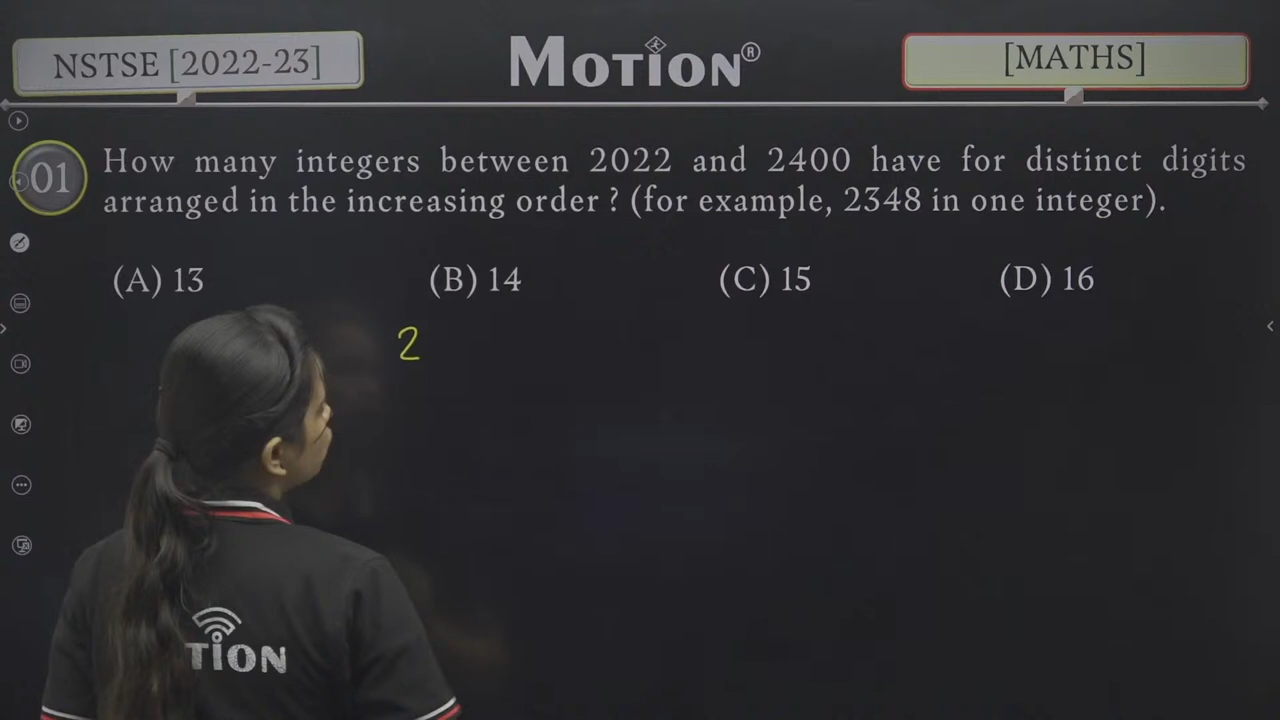 NSTSE [2022-23]
MOTION®
[MATHS]
01
How many integers between 2022 and 2400 have for distinct digits
arranged in the increasing order ? (for example, 2348 in one integer).
(A) 13 (B) 14 (C) 15 (D) 16
2
TION